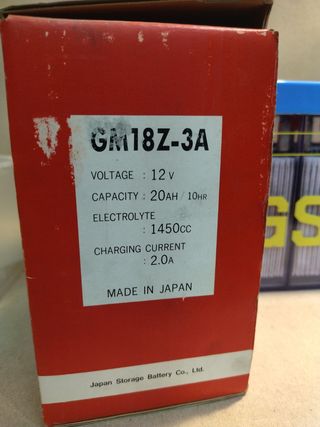 GM18Z-3A
VOLTAGE : 12V
CAPACITY : 20AH / 10HR
ELECTROLYTE
: 1450CC
CHARGING CURRENT
: 2.0A
MADE IN JAPAN
Japan Storage Battery Co., Ltd.
GS